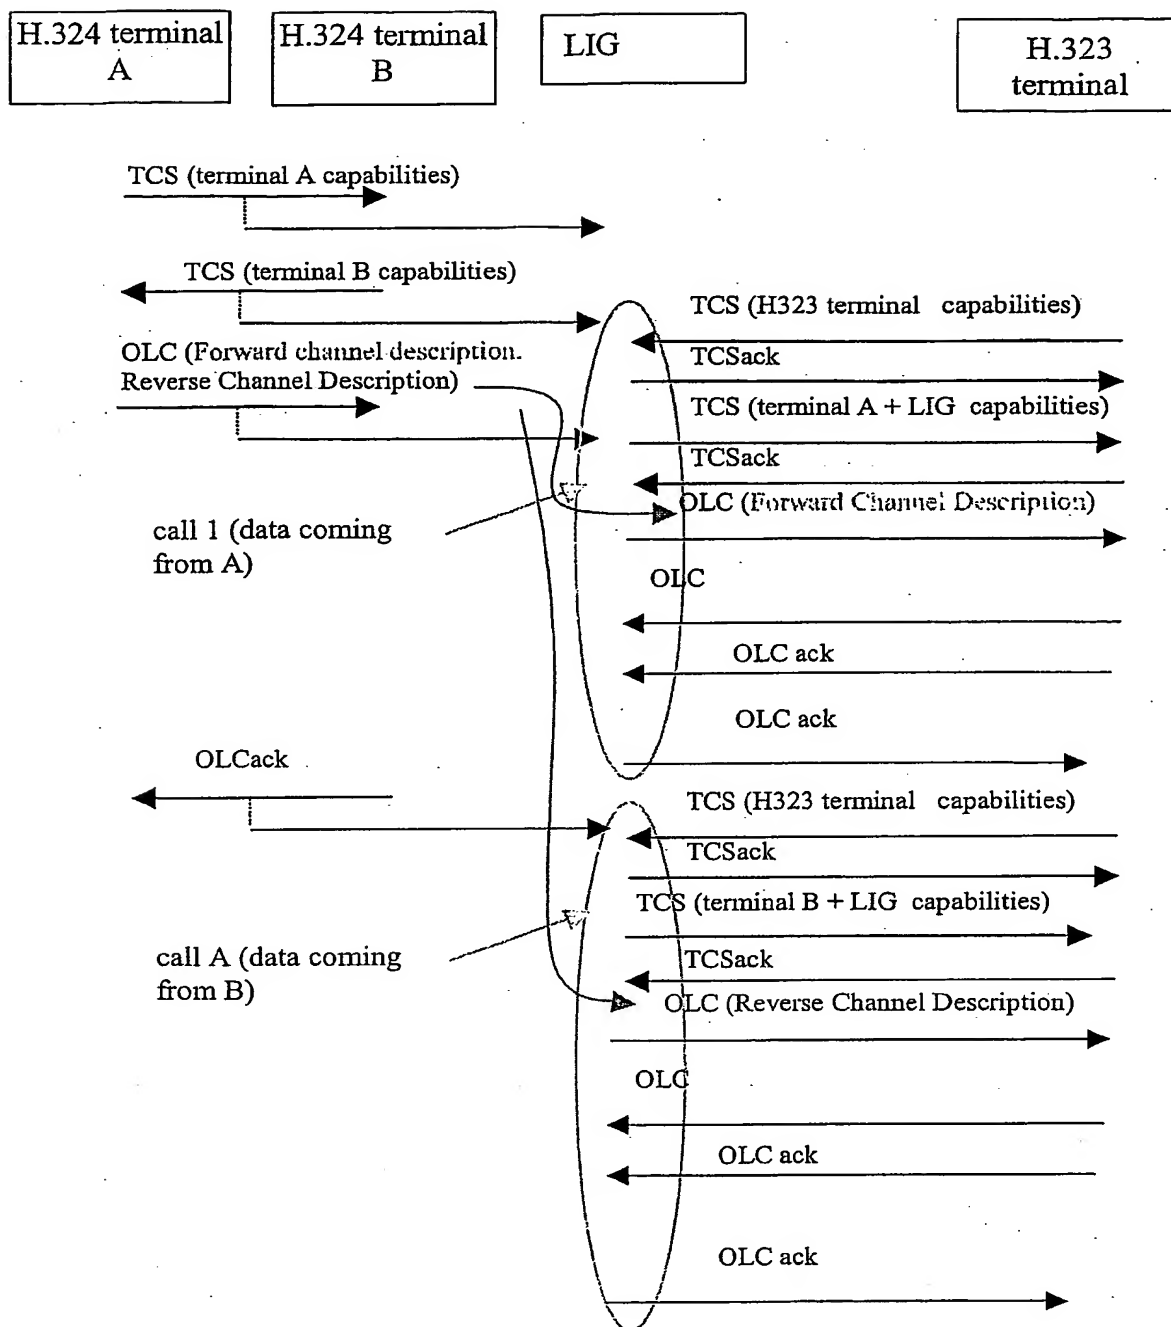 H.324 terminal
A
H.324 terminal
B
LIG
H.323
terminal
TCS (terminal A capabilities)
TCS (terminal B capabilities)
TCS (H323 terminal capabilities)
OLC (Forward channel description.
Reverse Channel Description)
TCSack
TCS (terminal A + LIG capabilities)
TCSack
OLC (Forward Channel Description)
call 1 (data coming
from A)
OLC
OLC ack
OLC ack
OLCack
TCS (H323 terminal capabilities)
TCSack
TCS (terminal B + LIG capabilities)
call A (data coming
from B)
TCSack
OLC (Reverse Channel Description)
OLC
OLC ack
OLC ack